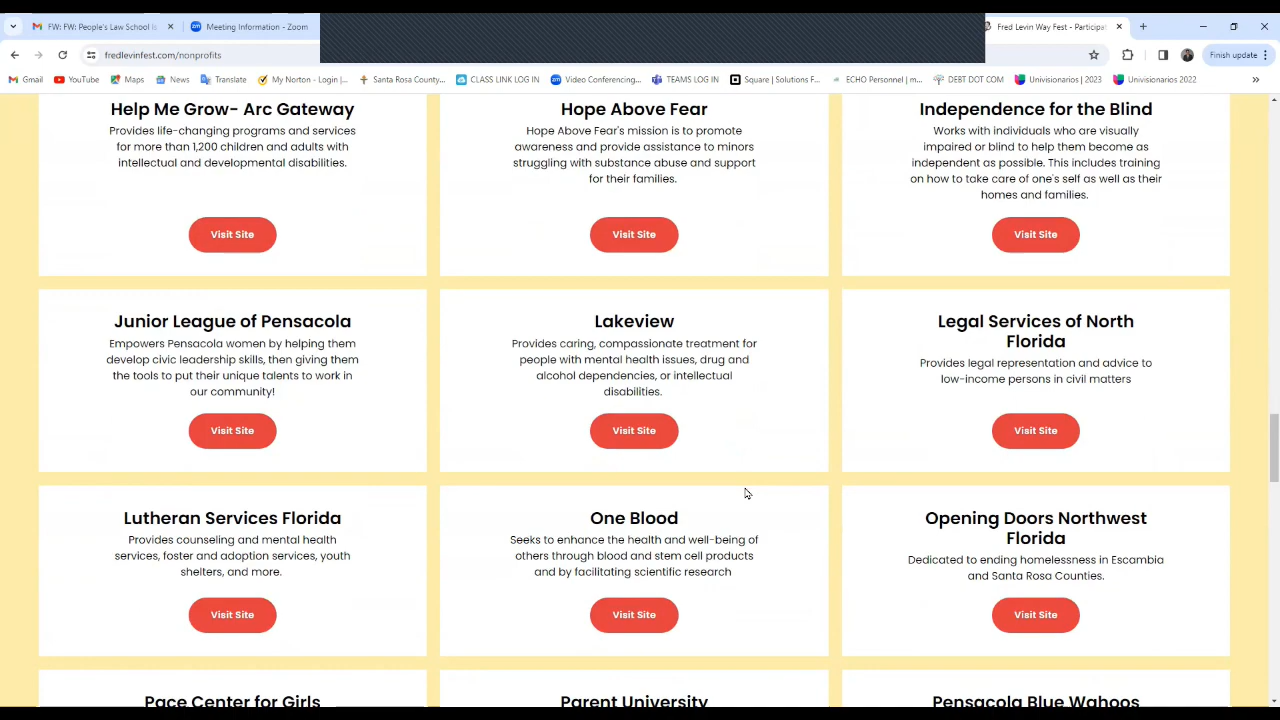 FW: FW: People's Law School is
Meeting Information - Zoom
Fred Levin Way Fest - Participat
fredlevinfest.com/nonprofits
Finish update
Gmail
YouTube
Maps
News
Translate
My Norton - Login |...
Santa Rosa County...
CLASS LINK LOG IN
Video Conferencing...
TEAMS LOG IN
Square | Solutions F...
ECHO Personnel | m...
DEBT DOT COM
Univisionarios | 2023
Univisionarios 2022
Help Me Grow- Arc Gateway
Provides life-changing programs and services
for more than 1,200 children and adults with
intellectual and developmental disabilities.
Visit Site
Hope Above Fear
Hope Above Fear's mission is to promote
awareness and provide assistance to minors
struggling with substance abuse and support
for their families.
Visit Site
Independence for the Blind
Works with individuals who are visually
impaired or blind to help them become as
independent as possible. This includes training
on how to take care of one's self as well as their
homes and families.
Visit Site
Junior League of Pensacola
Empowers Pensacola women by helping them
develop civic leadership skills, then giving them
the tools to put their unique talents to work in
our community!
Visit Site
Lakeview
Provides caring, compassionate treatment for
people with mental health issues, drug and
alcohol dependencies, or intellectual
disabilities.
Visit Site
Legal Services of North
Florida
Provides legal representation and advice to
low-income persons in civil matters
Visit Site
Lutheran Services Florida
Provides counseling and mental health
services, foster and adoption services, youth
shelters, and more.
Visit Site
One Blood
Seeks to enhance the health and well-being of
others through blood and stem cell products
and by facilitating scientific research
Visit Site
Opening Doors Northwest
Florida
Dedicated to ending homelessness in Escambia
and Santa Rosa Counties.
Visit Site
Pace Center for Girls
Parent University
Pensacola Blue Wahoos